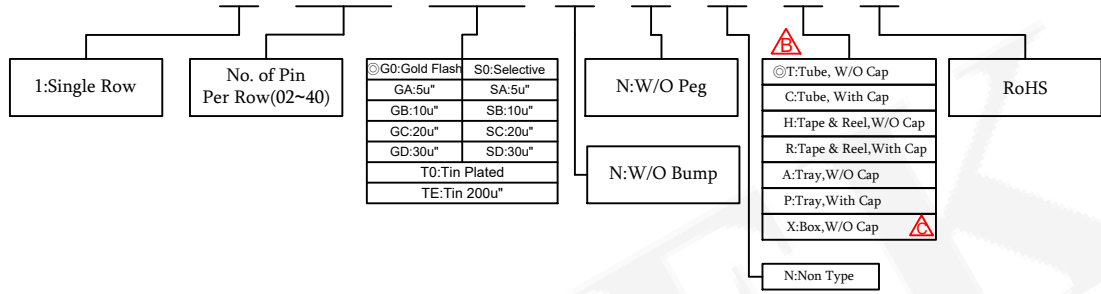 1:Single Row
No. of Pin
Per Row(02~40)
◎G0:Gold Flash S0:Selective
GA:5u" SA:5u"
GB:10u" SB:10u"
GC:20u" SC:20u"
GD:30u" SD:30u"
T0:Tin Plated
TE:Tin 200u"
N:W/O Peg
N:W/O Bump
B
◎T:Tube, W/O Cap
C:Tube, With Cap
H:Tape & Reel,W/O Cap
R:Tape & Reel,With Cap
A:Tray,W/O Cap
P:Tray,With Cap
X:Box,W/O Cap C
N:Non Type
RoHS